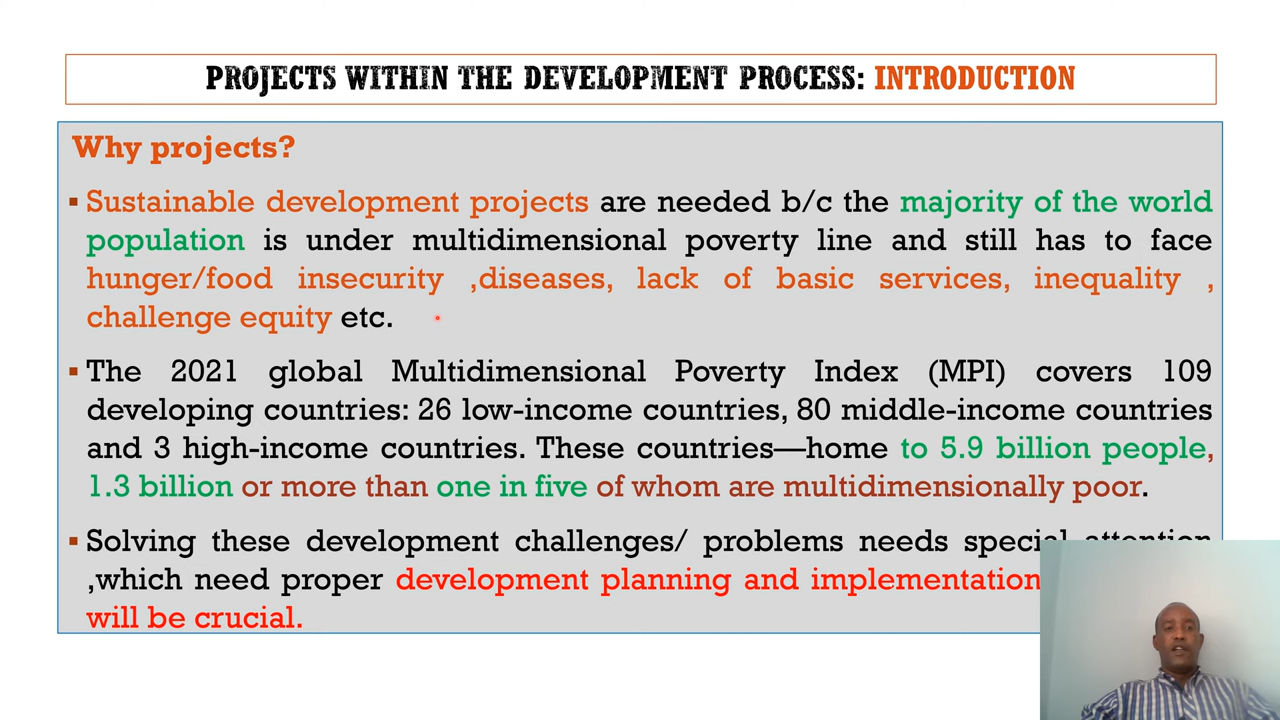 PROJECTS WITHIN THE DEVELOPMENT PROCESS: INTRODUCTION
Why projects?
▪ Sustainable development projects are needed b/c the majority of the world
population is under multidimensional poverty line and still has to face
hunger/food insecurity ,diseases, lack of basic services, inequality ,
challenge equity etc.
▪ The 2021 global Multidimensional Poverty Index (MPI) covers 109
developing countries: 26 low-income countries, 80 middle-income countries
and 3 high-income countries. These countries—home to 5.9 billion people,
1.3 billion or more than one in five of whom are multidimensionally poor.
▪ Solving these development challenges/ problems needs special attention
,which need proper development planning and implementation
will be crucial.